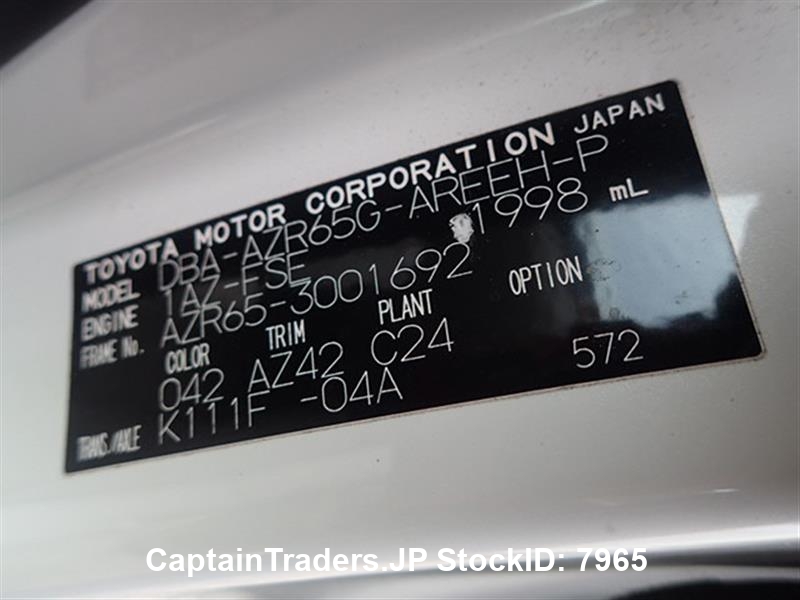 TOYOTA MOTOR CORPORATION JAPAN
MODEL DBA-AZR65G-AREEH-P
ENGINE 1AZ-FSE 1998 mL
FRAME No. AZR65-3001692
COLOR TRIM PLANT OPTION
042 AZ42 C24
TRANS./AXLE K111F -04A 572
CaptainTraders.JP StockID: 7965